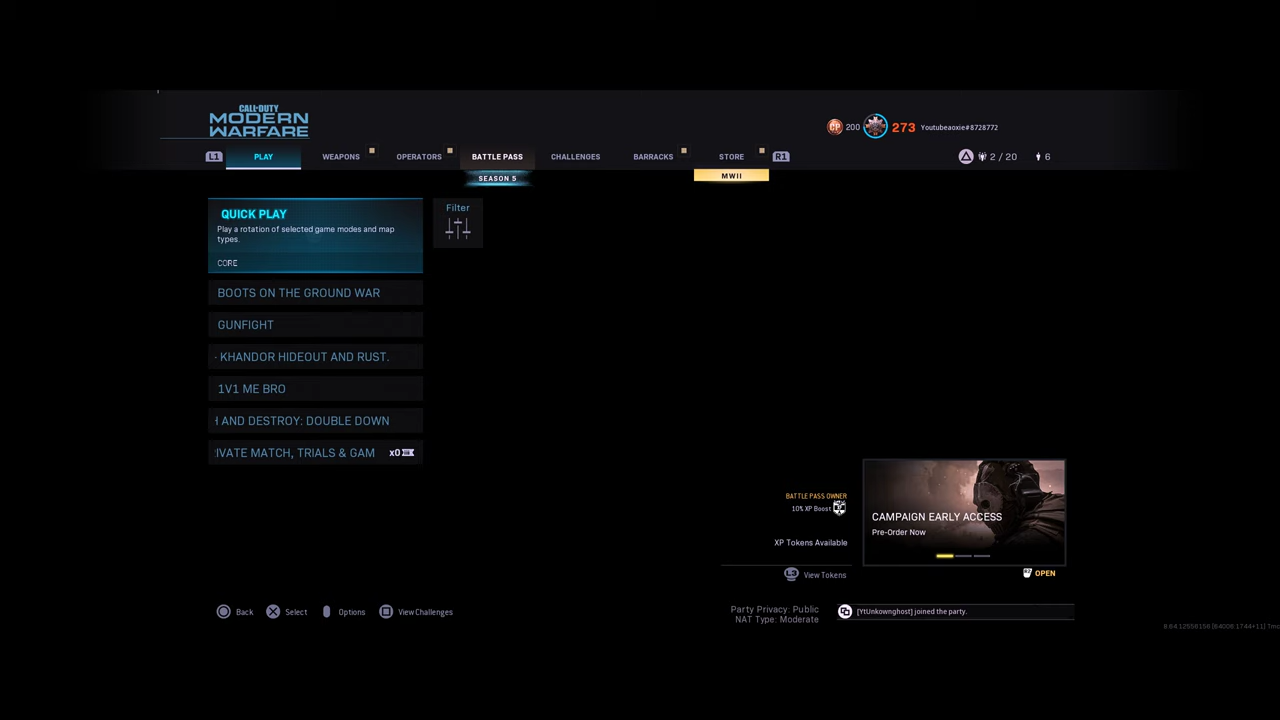 CALL·DUTY
MODERN
WARFARE
CP 200 273 Youtubeaoxie#8728772
L1 PLAY WEAPONS OPERATORS BATTLE PASS CHALLENGES BARRACKS STORE R1 2 / 20 6
SEASON 5 MWII
QUICK PLAY
Play a rotation of selected game modes and map
types.
CORE
Filter
BOOTS ON THE GROUND WAR
GUNFIGHT
KHANDOR HIDEOUT AND RUST.
1V1 ME BRO
H AND DESTROY: DOUBLE DOWN
IVATE MATCH, TRIALS & GAM x0
BATTLE PASS OWNER
10% XP Boost
XP Tokens Available
L3 View Tokens
CAMPAIGN EARLY ACCESS
Pre-Order Now
OPEN
Back Select Options View Challenges
Party Privacy: Public
NAT Type: Moderate
[YtUnkownghost] joined the party.